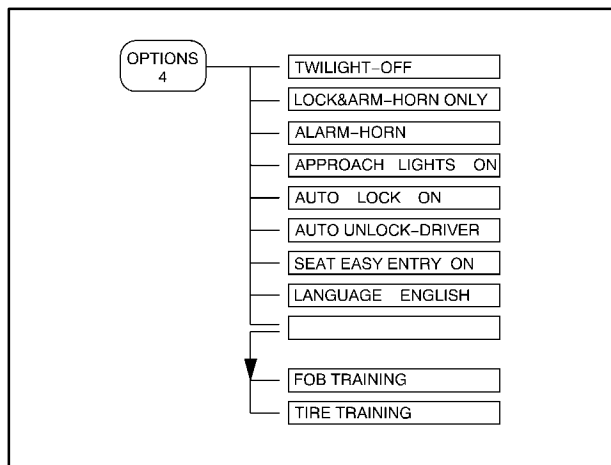 OPTIONS
4
TWILIGHT–OFF
LOCK&ARM–HORN ONLY
ALARM–HORN
APPROACH LIGHTS ON
AUTO LOCK ON
AUTO UNLOCK–DRIVER
SEAT EASY ENTRY ON
LANGUAGE ENGLISH
FOB TRAINING
TIRE TRAINING